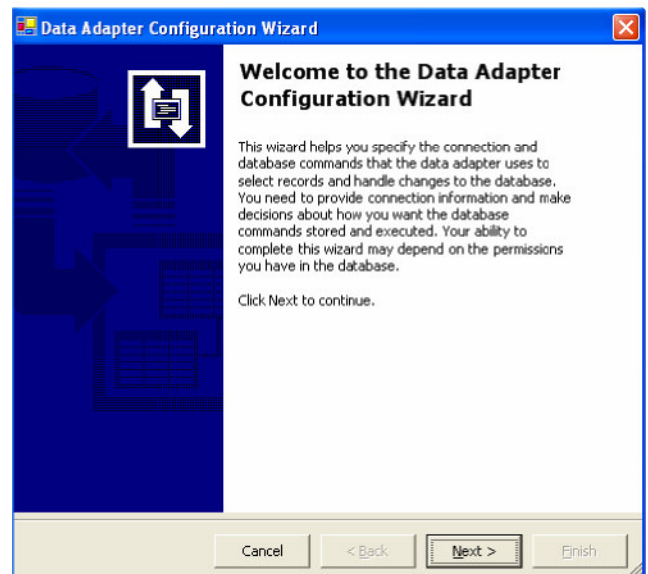 Data Adapter Configuration Wizard
Welcome to the Data Adapter
Configuration Wizard
This wizard helps you specify the connection and
database commands that the data adapter uses to
select records and handle changes to the database.
You need to provide connection information and make
decisions about how you want the database
commands stored and executed. Your ability to
complete this wizard may depend on the permissions
you have in the database.
Click Next to continue.
Cancel < Back Next > Finish